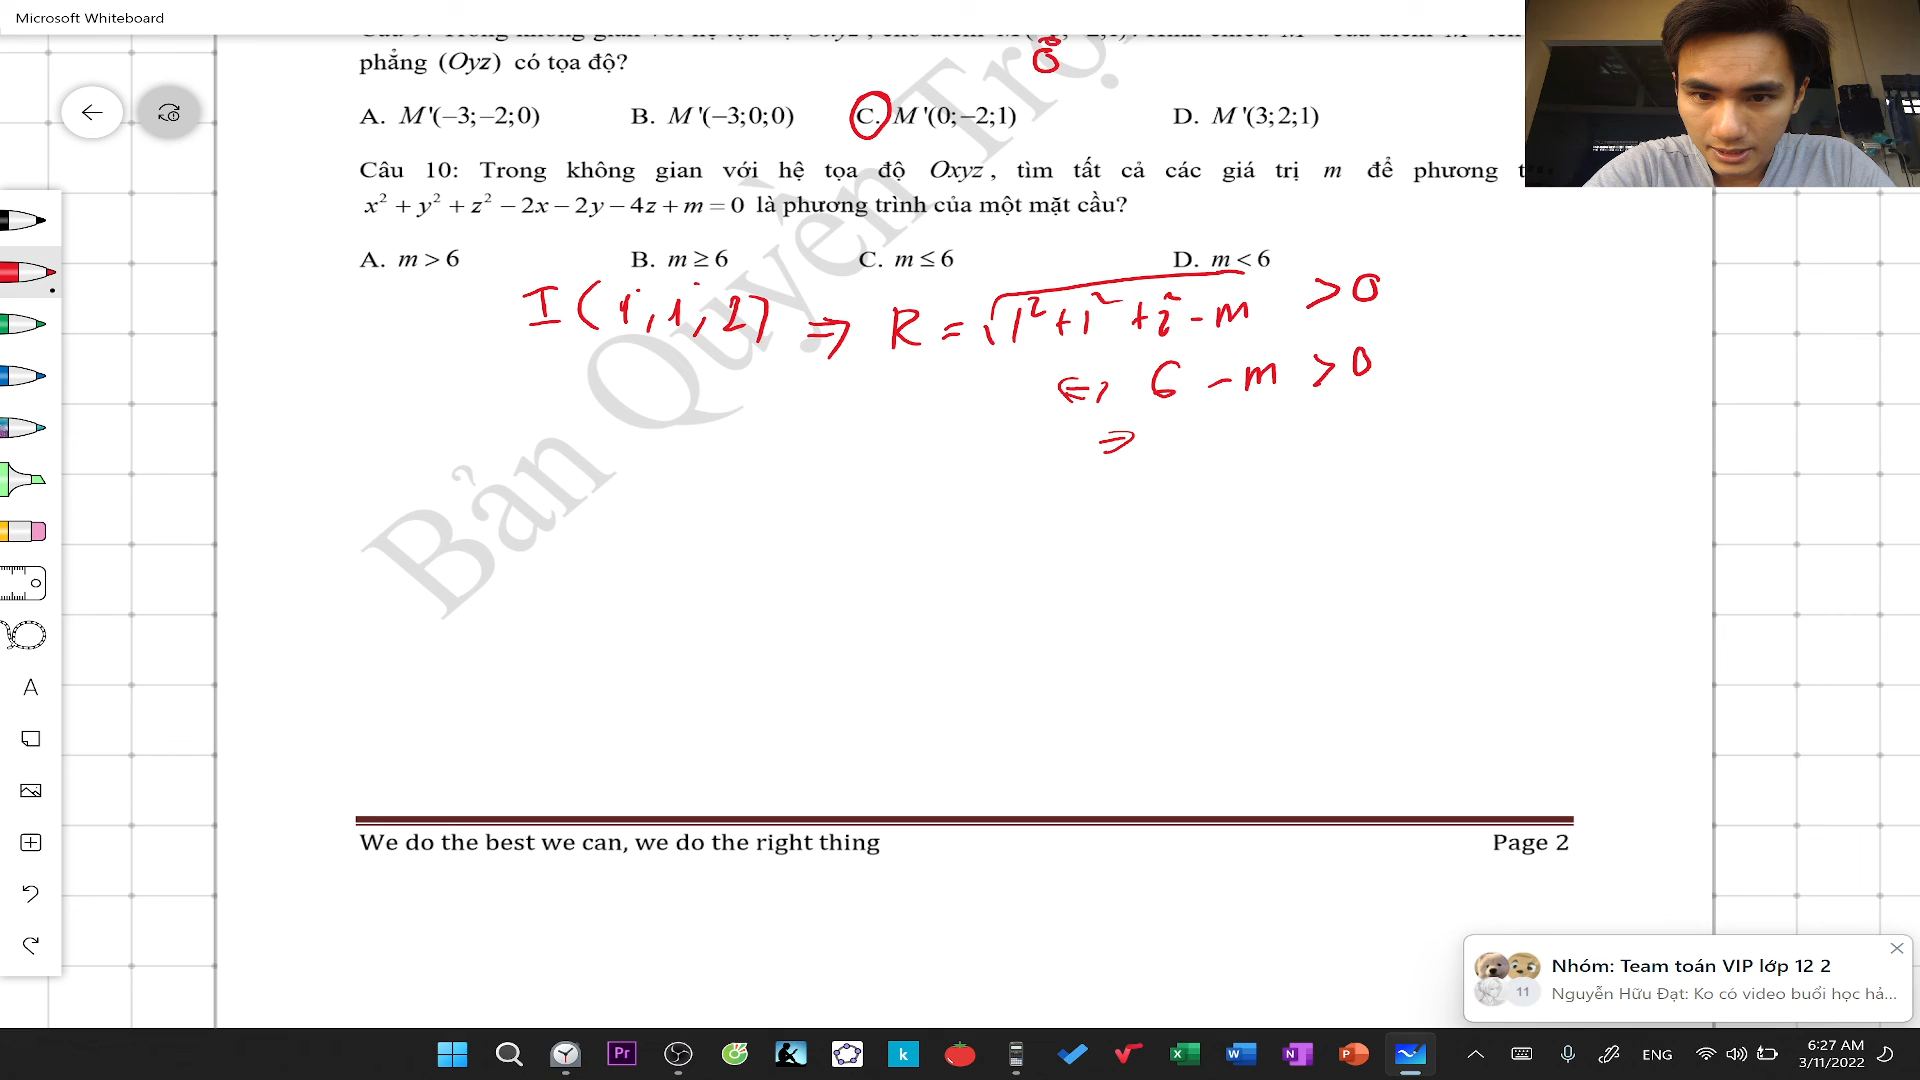 Microsoft Whiteboard
phẳng (Oyz) có tọa độ?
0
A. M'(−3;−2;0) B. M'(−3;0;0) C. M'(0;−2;1) D. M'(3;2;1)
Câu 10: Trong không gian với hệ tọa độ Oxyz, tìm tất cả các giá trị m để phương
x² + y² + z² − 2x − 2y − 4z + m = 0 là phương trình của một mặt cầu?
A. m > 6 B. m ≥ 6 C. m ≤ 6 D. m < 6
I (1; 1; 2) ⇒ R = √(1² + 1² + 2² − m) > 0
⇔ 6 − m > 0
⇒
Bản Quyền
We do the best we can, we do the right thing Page 2
A
Nhóm: Team toán VIP lớp 12 2
11 Nguyễn Hữu Đạt: Ko có video buổi học hả...
Pr
k
ENG
6:27 AM
3/11/2022